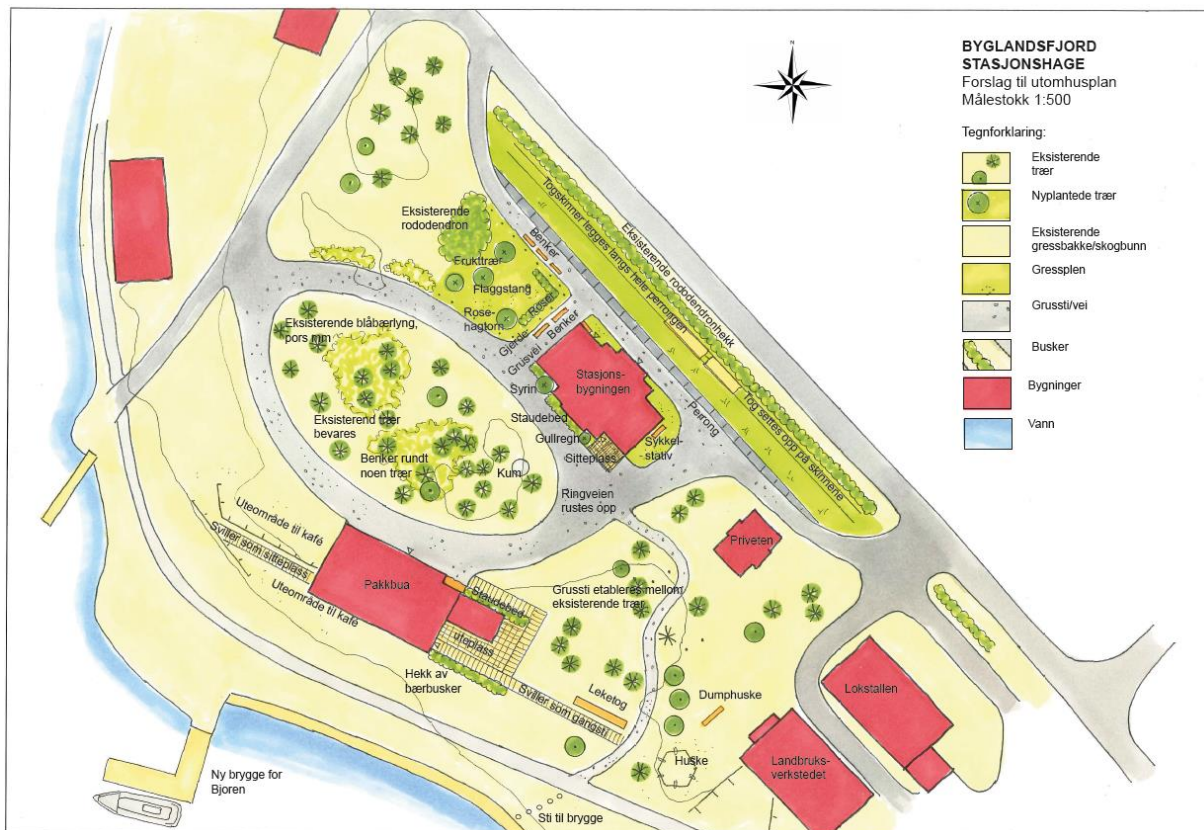 N
BYGLANDSFJORD
STASJONSHAGE
Forslag til utomhusplan
Målestokk 1:500
Tegnforklaring:
Eksisterende
trær
Nyplantede trær
Eksisterende
gressbakke/skogbunn
Gressplen
Grussti/vei
Busker
Bygninger
Vann
Eksisterende
rododendron
Benker
Togskinner legges langs hele perrongen
Eksisterende rododendronhekk
Frukttrær
Flaggstang
Roser
Rose-
hagtorn
Gjerde
Grusvei
Benker
Eksisterende blåbærlyng,
pors mm
Stasjons-
bygningen
Syrin
Staudebed
Gullregn
Sitteplass
Sykkel-
stativ
Perrong
Tog settes opp på skinnene
Eksisterend trær
bevares
Benker rundt
noen trær
Kum
Ringveien
rustes opp
Uteområde til kafé
Sviller som sitteplass
Uteområde til kafé
Pakkbua
Staudebed
uteplass
Grussti etableres mellom
eksisterende trær
Priveten
Hekk av
bærbusker
Sviller som gangsti
Leketog
Dumphuske
Lokstallen
Huske
Landbruks-
verkstedet
Ny brygge for
Bjoren
Sti til brygge